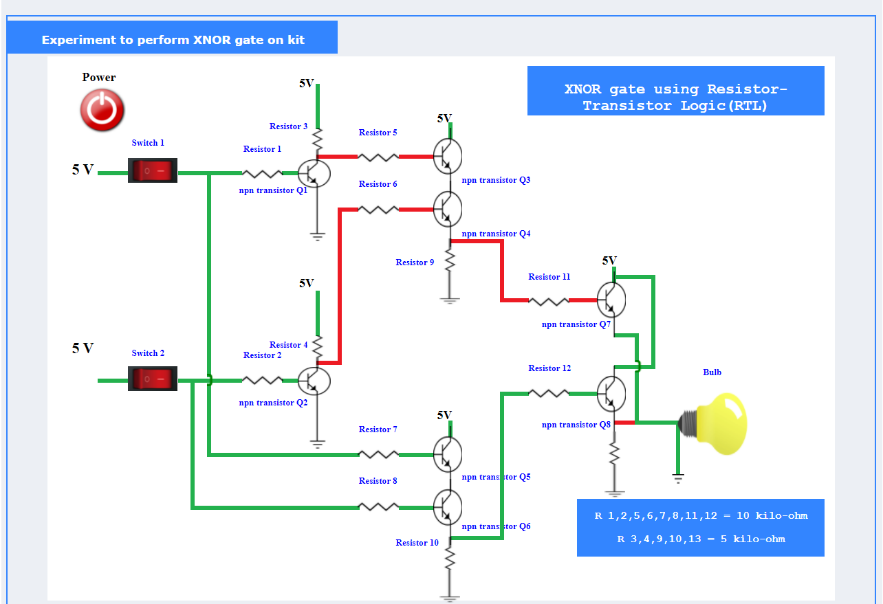 Experiment to perform XNOR gate on kit
Power
5V
XNOR gate using Resistor-
Transistor Logic(RTL)
5V
Resistor 3
Resistor 5
Switch 1
Resistor 1
5 V
npn transistor Q1
Resistor 6
npn transistor Q3
npn transistor Q4
Resistor 9
5V
Resistor 11
5V
npn transistor Q7
5 V
Switch 2
Resistor 4
Resistor 2
Resistor 12
Bulb
npn transistor Q2
5V
Resistor 7
npn transistor Q8
Resistor 8
npn transistor Q5
npn transistor Q6
Resistor 10
R 1,2,5,6,7,8,11,12 = 10 kilo-ohm
R 3,4,9,10,13 = 5 kilo-ohm